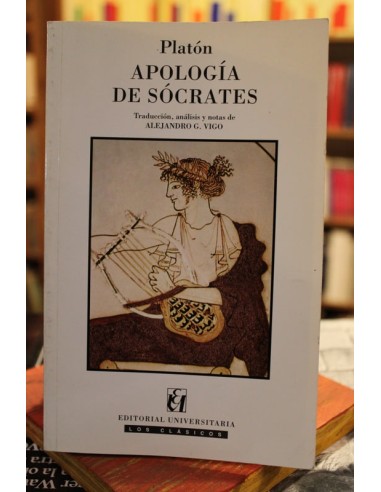 Platón
APOLOGÍA
DE SÓCRATES
Traducción, análisis y notas de
ALEJANDRO G. VIGO
EDITORIAL UNIVERSITARIA
LOS CLÁSICOS